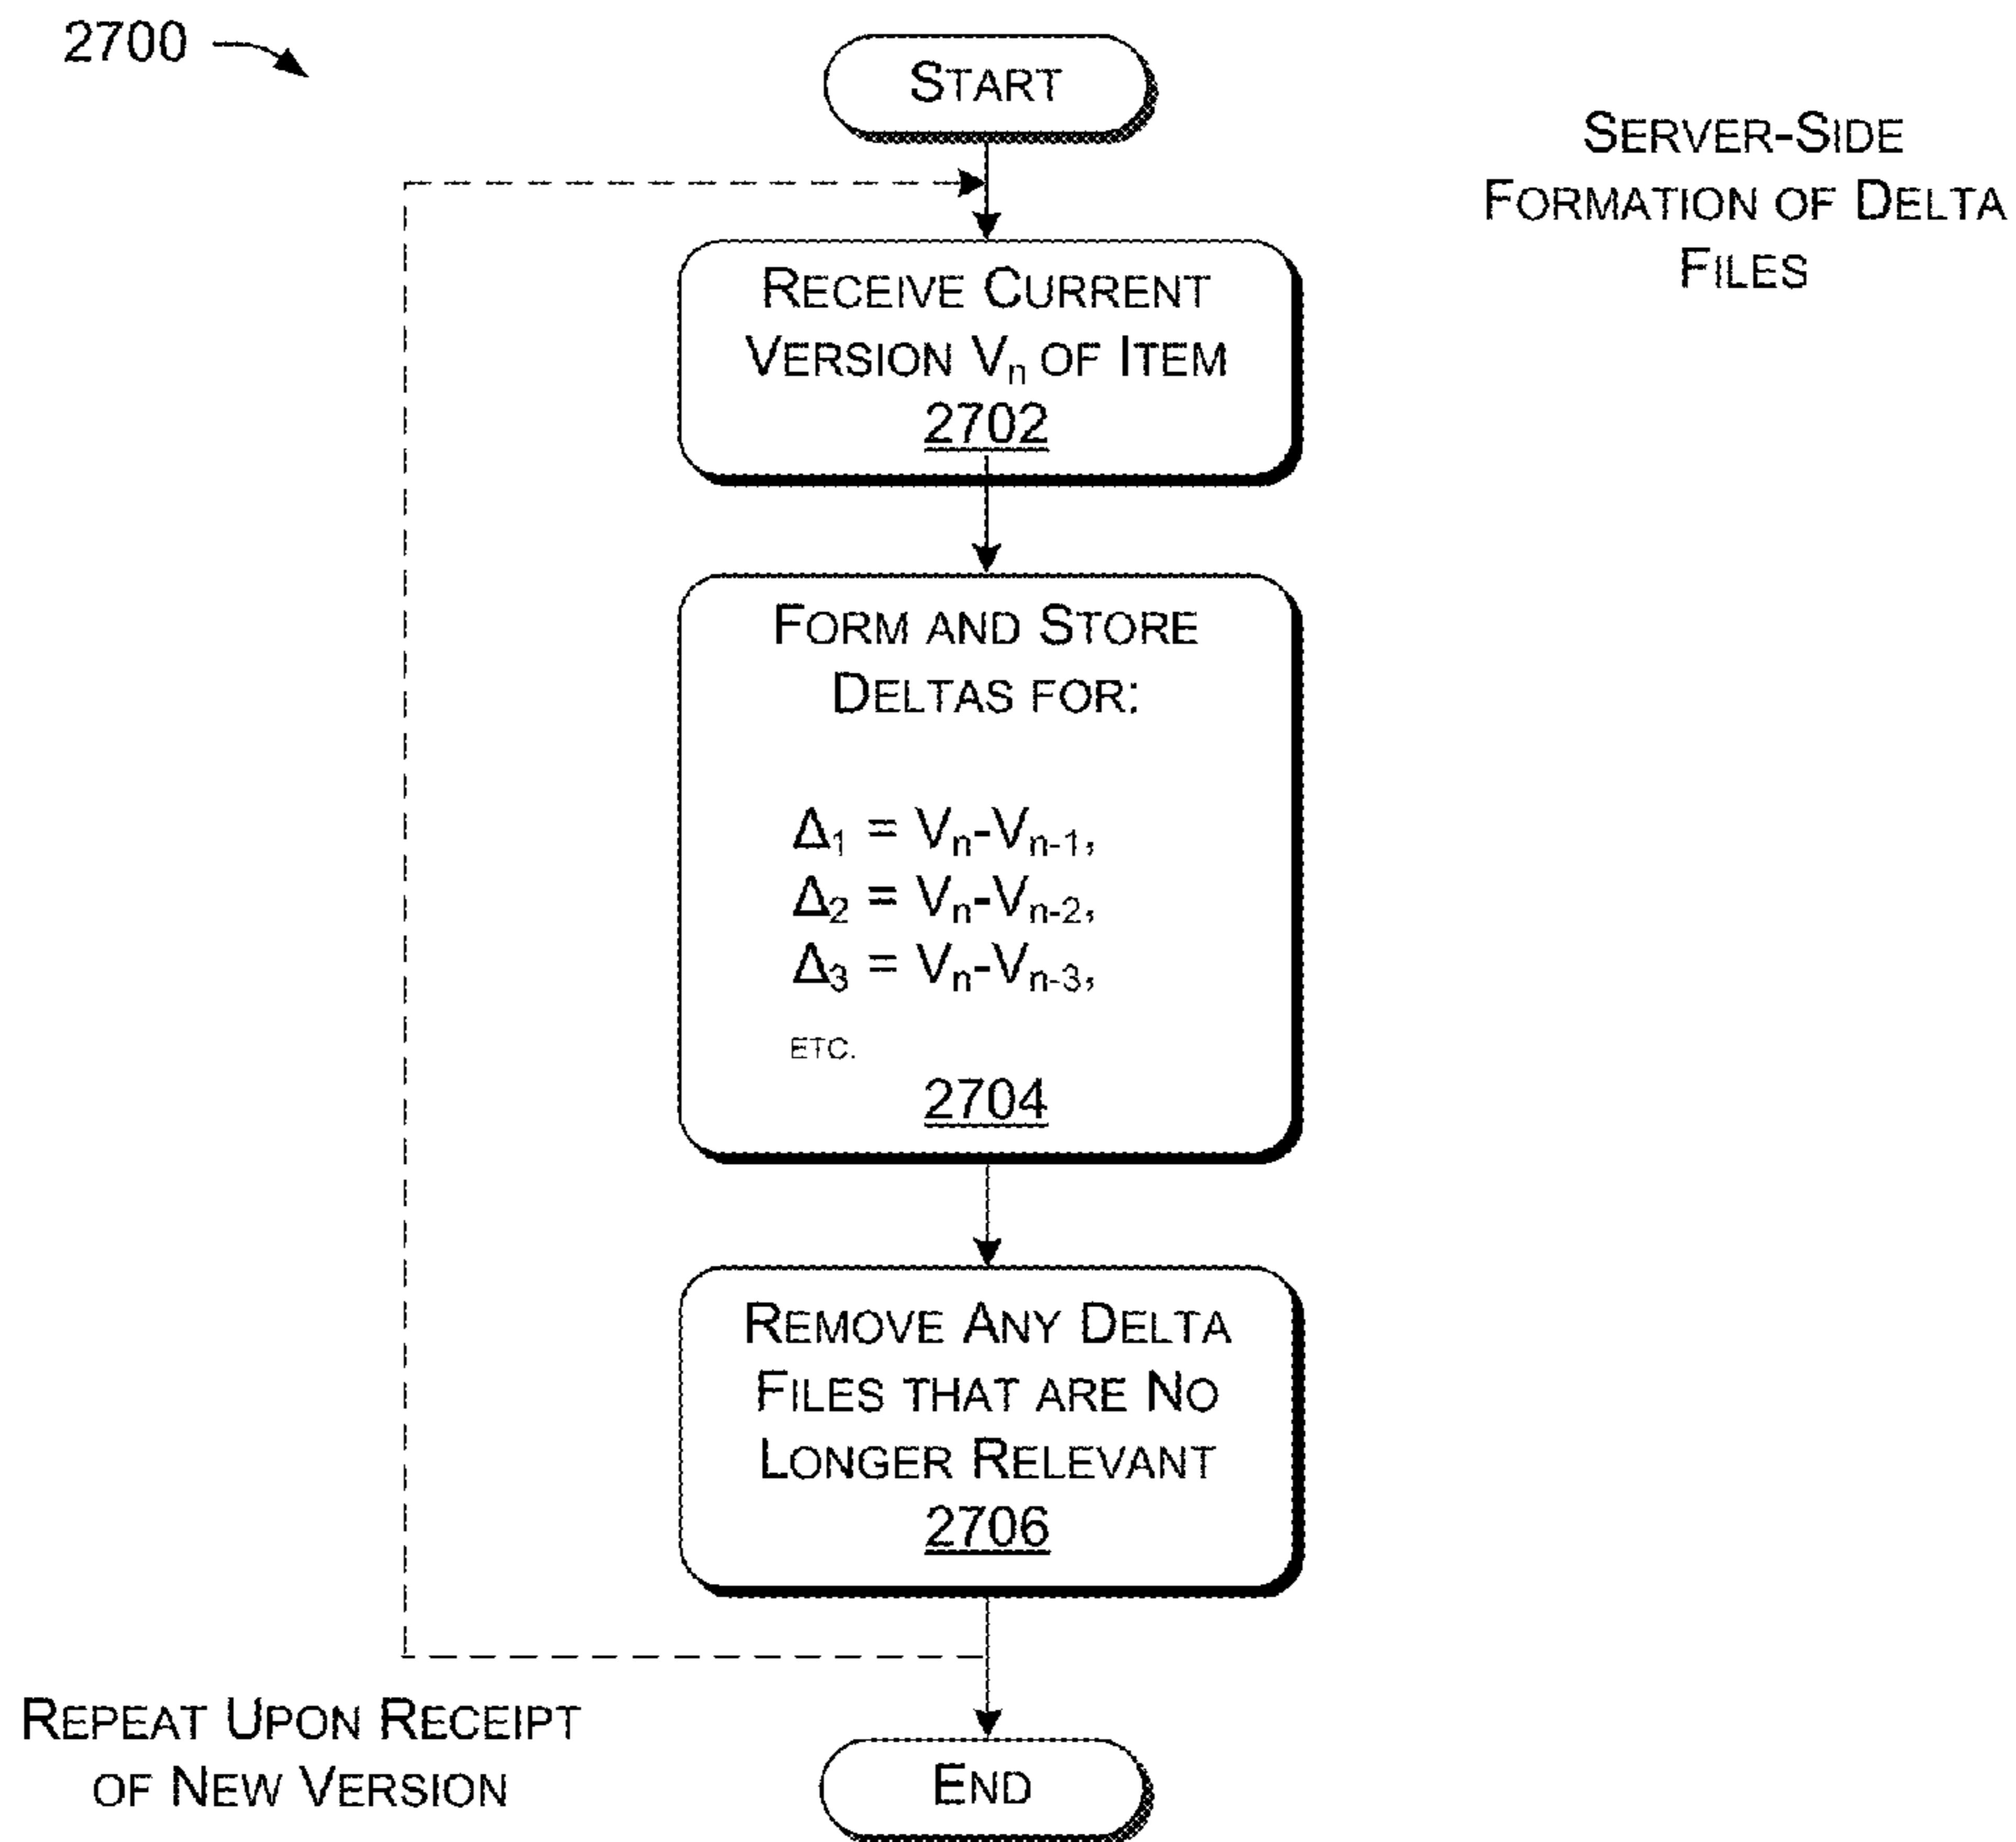 2700
START
SERVER-SIDE
FORMATION OF DELTA
FILES
RECEIVE CURRENT
VERSION Vₙ OF ITEM
2702
FORM AND STORE
DELTAS FOR:
Δ₁ = Vₙ-Vₙ₋₁,
Δ₂ = Vₙ-Vₙ₋₂,
Δ₃ = Vₙ-Vₙ₋₃,
ETC.
2704
REMOVE ANY DELTA
FILES THAT ARE NO
LONGER RELEVANT
2706
REPEAT UPON RECEIPT
OF NEW VERSION
END